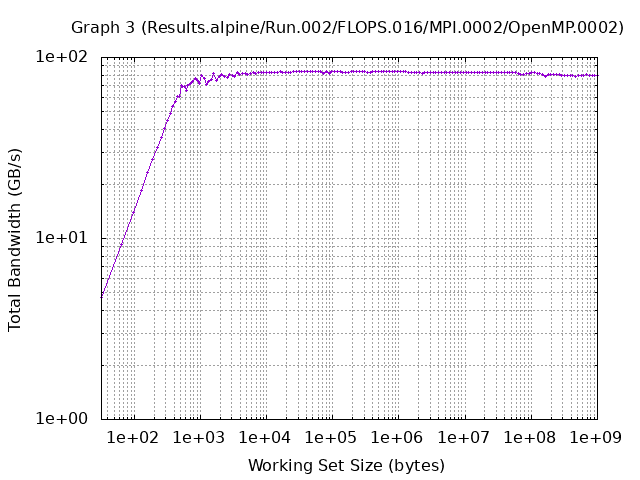 Graph 3 (Results.alpine/Run.002/FLOPS.016/MPI.0002/OpenMP.0002)
1e+02
1e+01
1e+00
Total Bandwidth (GB/s)
1e+02 1e+03 1e+04 1e+05 1e+06 1e+07 1e+08 1e+09
Working Set Size (bytes)